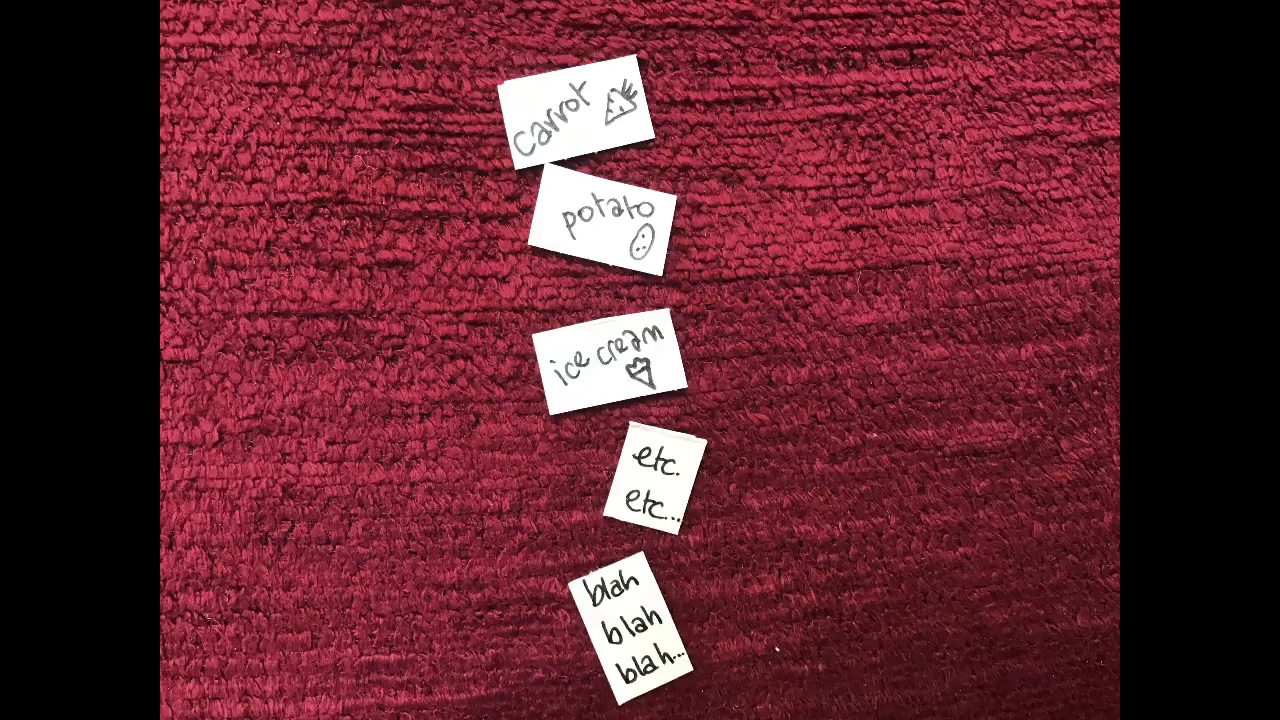 carrot
potato
ice cream
etc.
etc...
blah
blah
blah...